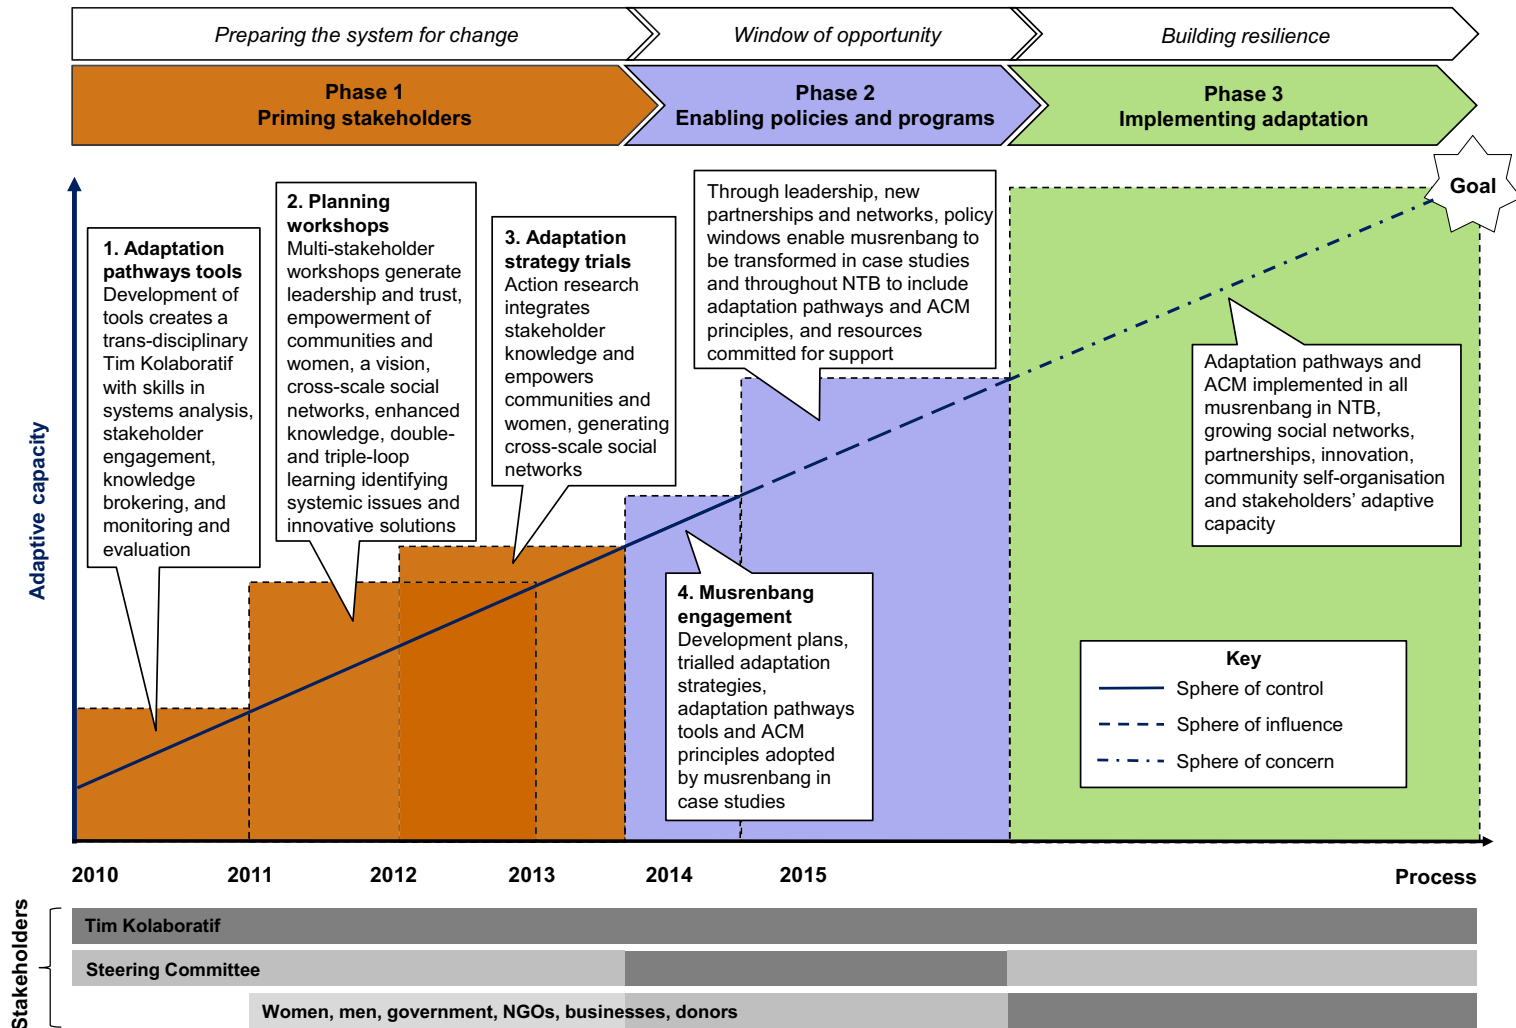 Preparing the system for change
Window of opportunity
Building resilience
Phase 1
Priming stakeholders
Phase 2
Enabling policies and programs
Phase 3
Implementing adaptation
Goal
1. Adaptation
pathways tools
Development of
tools creates a
trans-disciplinary
Tim Kolaboratif
with skills in
systems analysis,
stakeholder
engagement,
knowledge
brokering, and
monitoring and
evaluation
2. Planning
workshops
Multi-stakeholder
workshops generate
leadership and trust,
empowerment of
communities and
women, a vision,
cross-scale social
networks, enhanced
knowledge, double-
and triple-loop
learning identifying
systemic issues and
innovative solutions
3. Adaptation
strategy trials
Action research
integrates
stakeholder
knowledge and
empowers
communities and
women, generating
cross-scale social
networks
Through leadership, new
partnerships and networks, policy
windows enable musrenbang to
be transformed in case studies
and throughout NTB to include
adaptation pathways and ACM
principles, and resources
committed for support
4. Musrenbang
engagement
Development plans,
trialled adaptation
strategies,
adaptation pathways
tools and ACM
principles adopted
by musrenbang in
case studies
Adaptation pathways and
ACM implemented in all
musrenbang in NTB,
growing social networks,
partnerships, innovation,
community self-organisation
and stakeholders’ adaptive
capacity
Key
Sphere of control
Sphere of influence
Sphere of concern
Adaptive capacity
2010
2011
2012
2013
2014
2015
Process
Stakeholders
Tim Kolaboratif
Steering Committee
Women, men, government, NGOs, businesses, donors